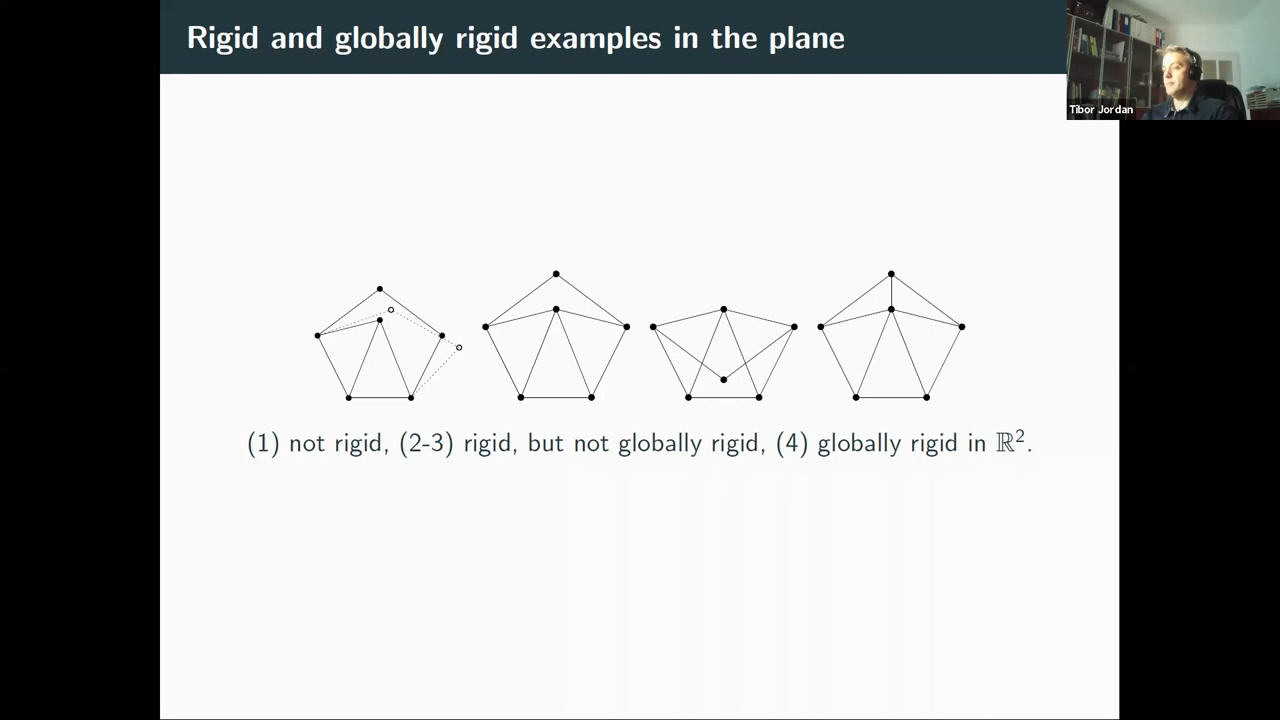 Rigid and globally rigid examples in the plane
Tibor Jordan
(1) not rigid, (2-3) rigid, but not globally rigid, (4) globally rigid in ℝ².